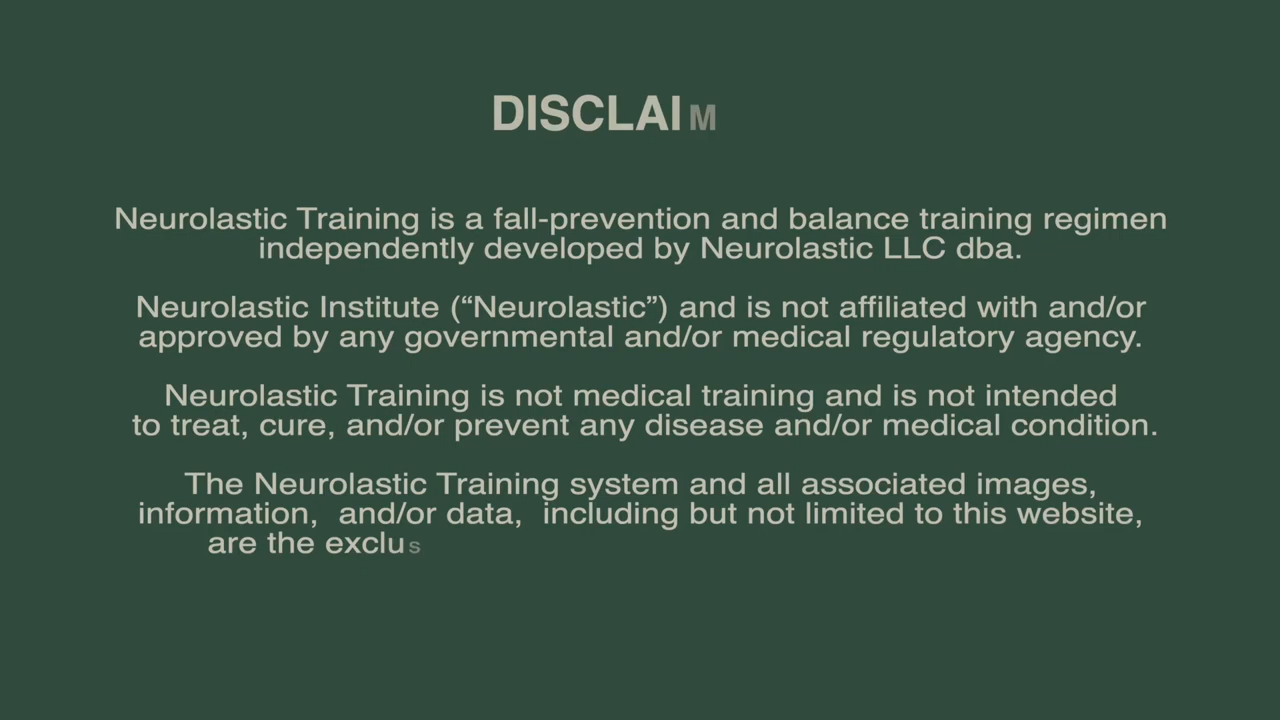 DISCLAIM
Neurolastic Training is a fall-prevention and balance training regimen
independently developed by Neurolastic LLC dba.
Neurolastic Institute (“Neurolastic”) and is not affiliated with and/or
approved by any governmental and/or medical regulatory agency.
Neurolastic Training is not medical training and is not intended
to treat, cure, and/or prevent any disease and/or medical condition.
The Neurolastic Training system and all associated images,
information,  and/or data,  including but not limited to this website,
are the exclus